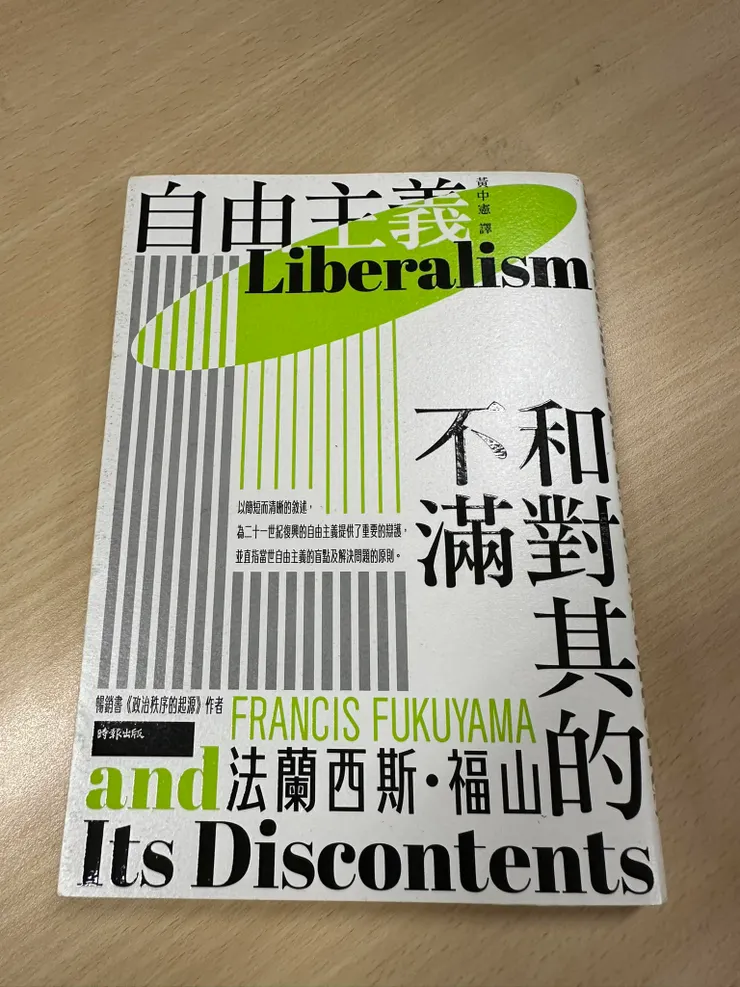 自由主義
黃中憲 譯
Liberalism
和對其的
不滿
以簡短而清晰的敘述，
為二十一世紀復興的自由主義提供了重要的辯護，
並直指當世自由主義的盲點及解決問題的原則。
暢銷書《政治秩序的起源》作者
FRANCIS FUKUYAMA
時報出版
法蘭西斯·福山
and
Its Discontents